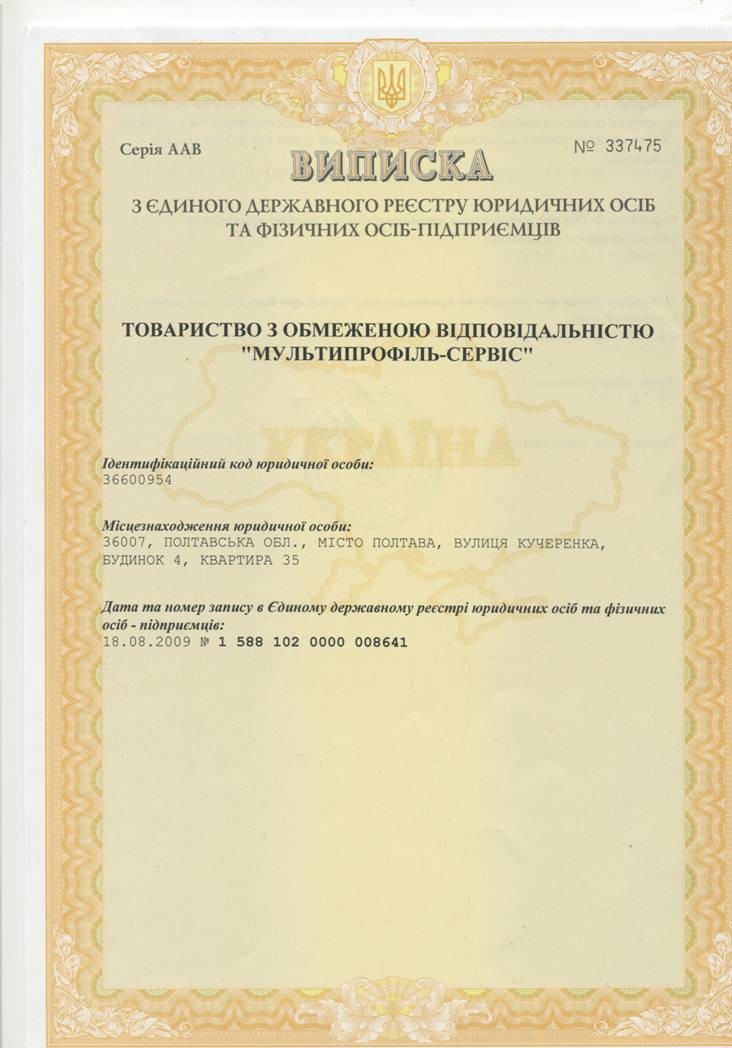 Серія ААВ
№ 337475
ВИПИСКА
З ЄДИНОГО ДЕРЖАВНОГО РЕЄСТРУ ЮРИДИЧНИХ ОСІБ
ТА ФІЗИЧНИХ ОСІБ-ПІДПРИЄМЦІВ
ТОВАРИСТВО З ОБМЕЖЕНОЮ ВІДПОВІДАЛЬНІСТЮ
"МУЛЬТИПРОФІЛЬ-СЕРВІС"
УКРАЇНА
Ідентифікаційний код юридичної особи:
36600954
Місцезнаходження юридичної особи:
36007, ПОЛТАВСЬКА ОБЛ., МІСТО ПОЛТАВА, ВУЛИЦЯ КУЧЕРЕНКА,
БУДИНОК 4, КВАРТИРА 35
Дата та номер запису в Єдиному державному реєстрі юридичних осіб та фізичних
осіб - підприємців:
18.08.2009 № 1 588 102 0000 008641